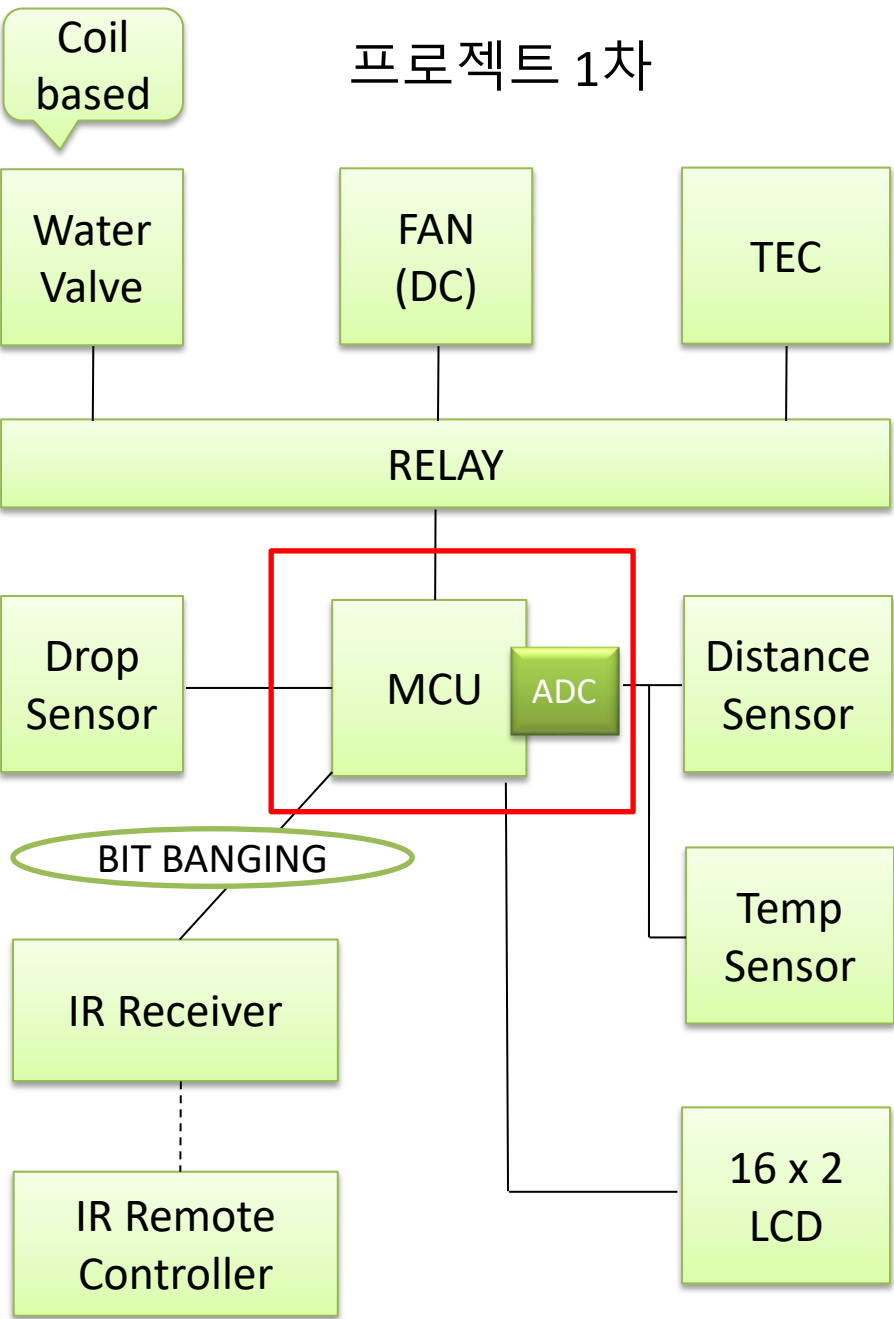 Coil
based
프로젝트 1차
Water
Valve
FAN
(DC)
TEC
RELAY
Drop
Sensor
MCU
ADC
Distance
Sensor
BIT BANGING
Temp
Sensor
IR Receiver
16 x 2
LCD
IR Remote
Controller